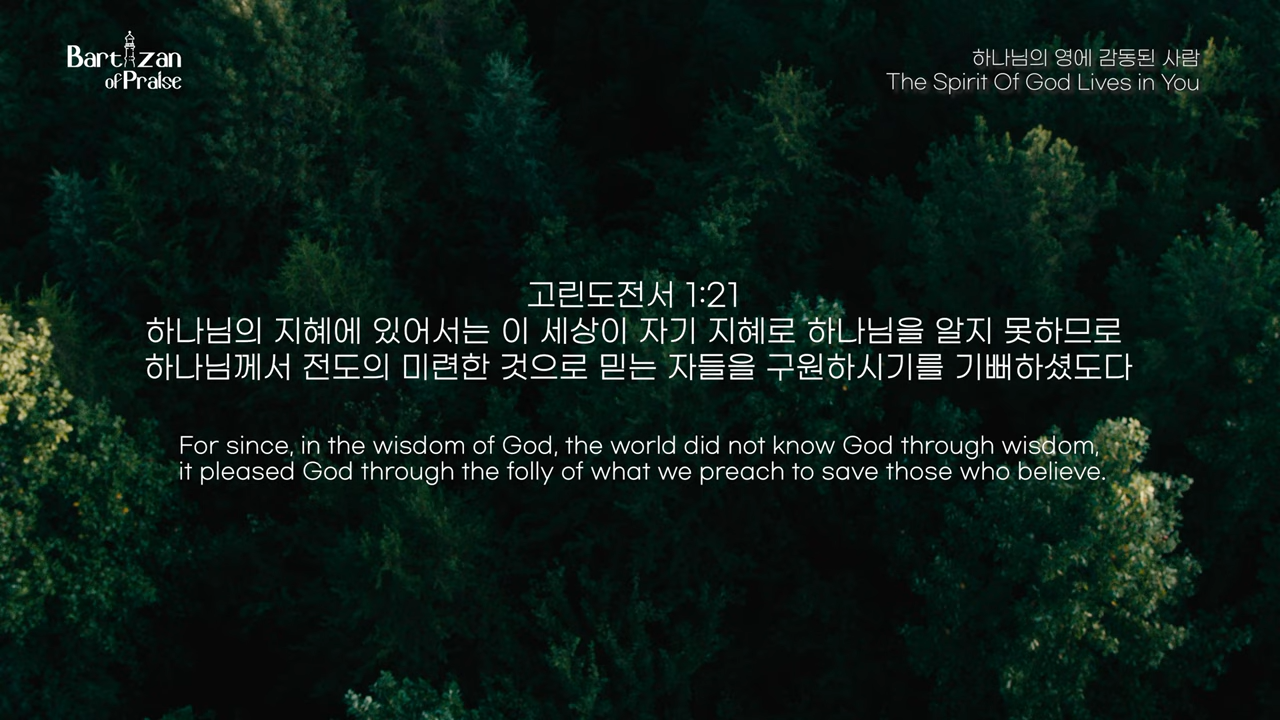 Bartizan
of Praise
하나님의 영에 감동된 사람
The Spirit Of God Lives in You
고린도전서 1:21
하나님의 지혜에 있어서는 이 세상이 자기 지혜로 하나님을 알지 못하므로
하나님께서 전도의 미련한 것으로 믿는 자들을 구원하시기를 기뻐하셨도다
For since, in the wisdom of God, the world did not know God through wisdom,
it pleased God through the folly of what we preach to save those who believe.